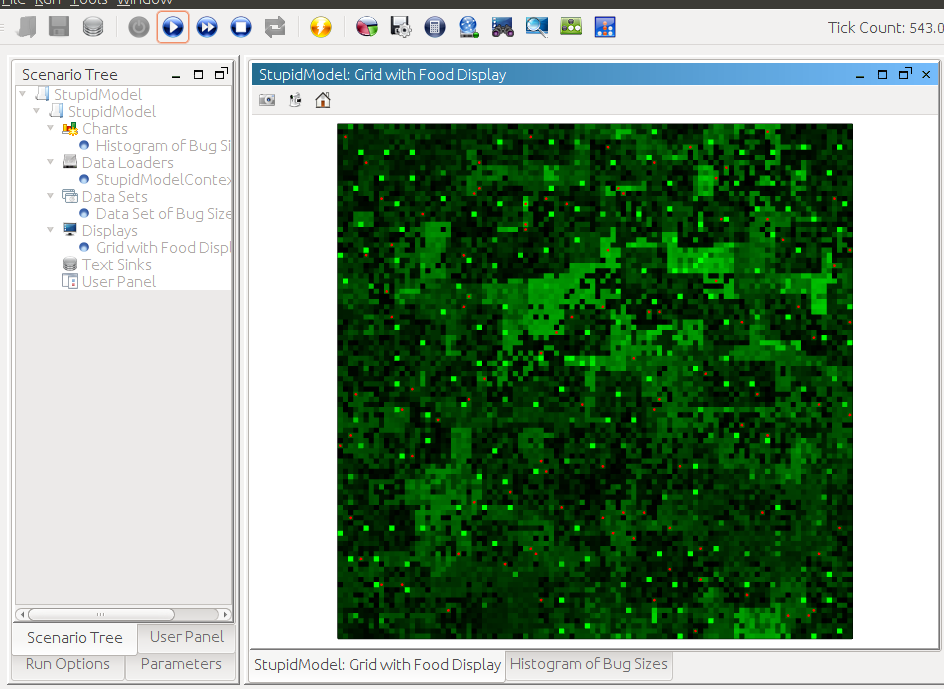 File Run Tools Window
Tick Count: 543.0
Scenario Tree
StupidModel
StupidModel
Charts
Histogram of Bug Si
Data Loaders
StupidModelContex
Data Sets
Data Set of Bug Size
Displays
Grid with Food Displ
Text Sinks
User Panel
Scenario Tree
User Panel
Run Options
Parameters
StupidModel: Grid with Food Display
StupidModel: Grid with Food Display
Histogram of Bug Sizes